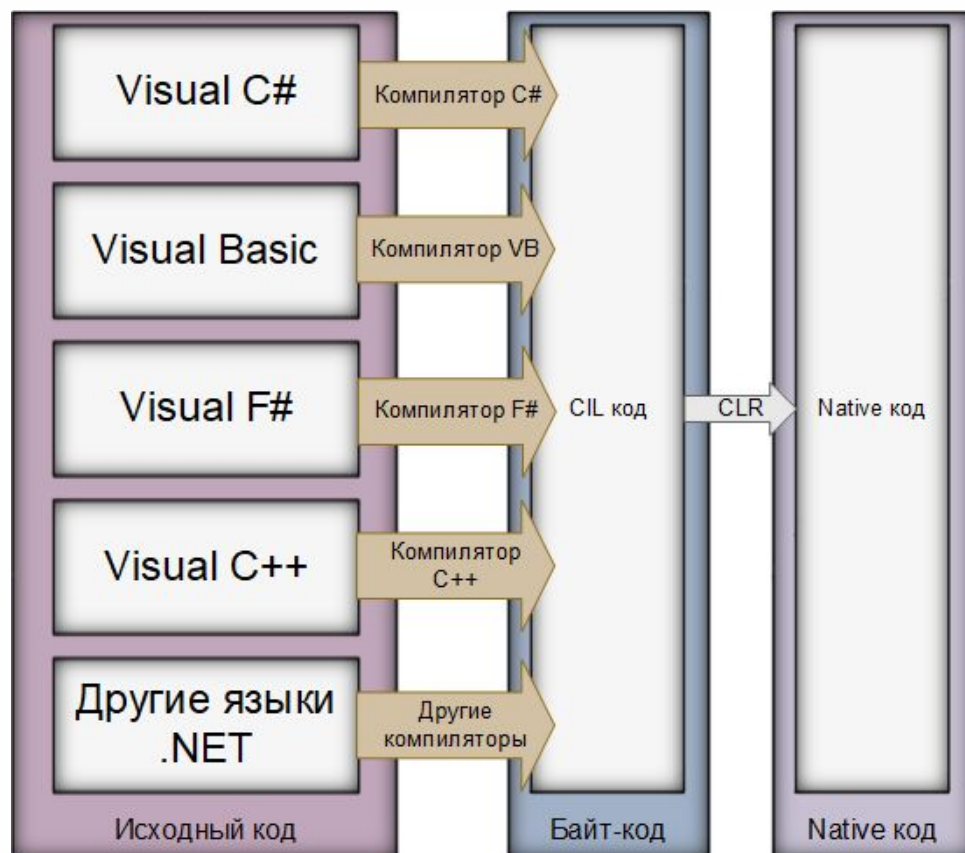 Visual C#
Компилятор C#
Visual Basic
Компилятор VB
Visual F#
Компилятор F#
CIL код
CLR
Native код
Visual C++
Компилятор
C++
Другие языки
.NET
Другие
компиляторы
Исходный код
Байт-код
Native код